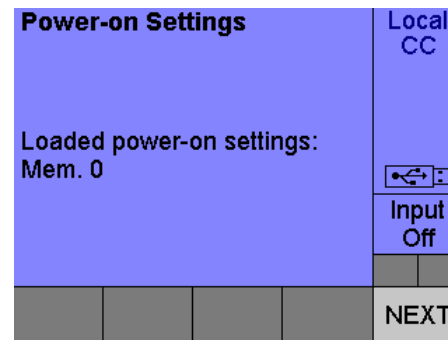 Power-on Settings
Local
CC
Loaded power-on settings:
Mem. 0
Input
Off
NEXT